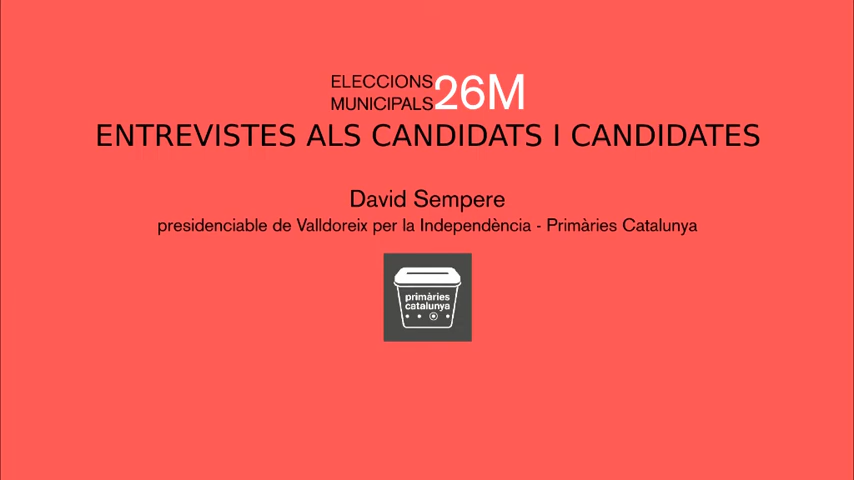 ELECCIONS
MUNICIPALS 26M
ENTREVISTES ALS CANDIDATS I CANDIDATES
David Sempere
presidenciable de Valldoreix per la Independència - Primàries Catalunya
primàries
catalunya